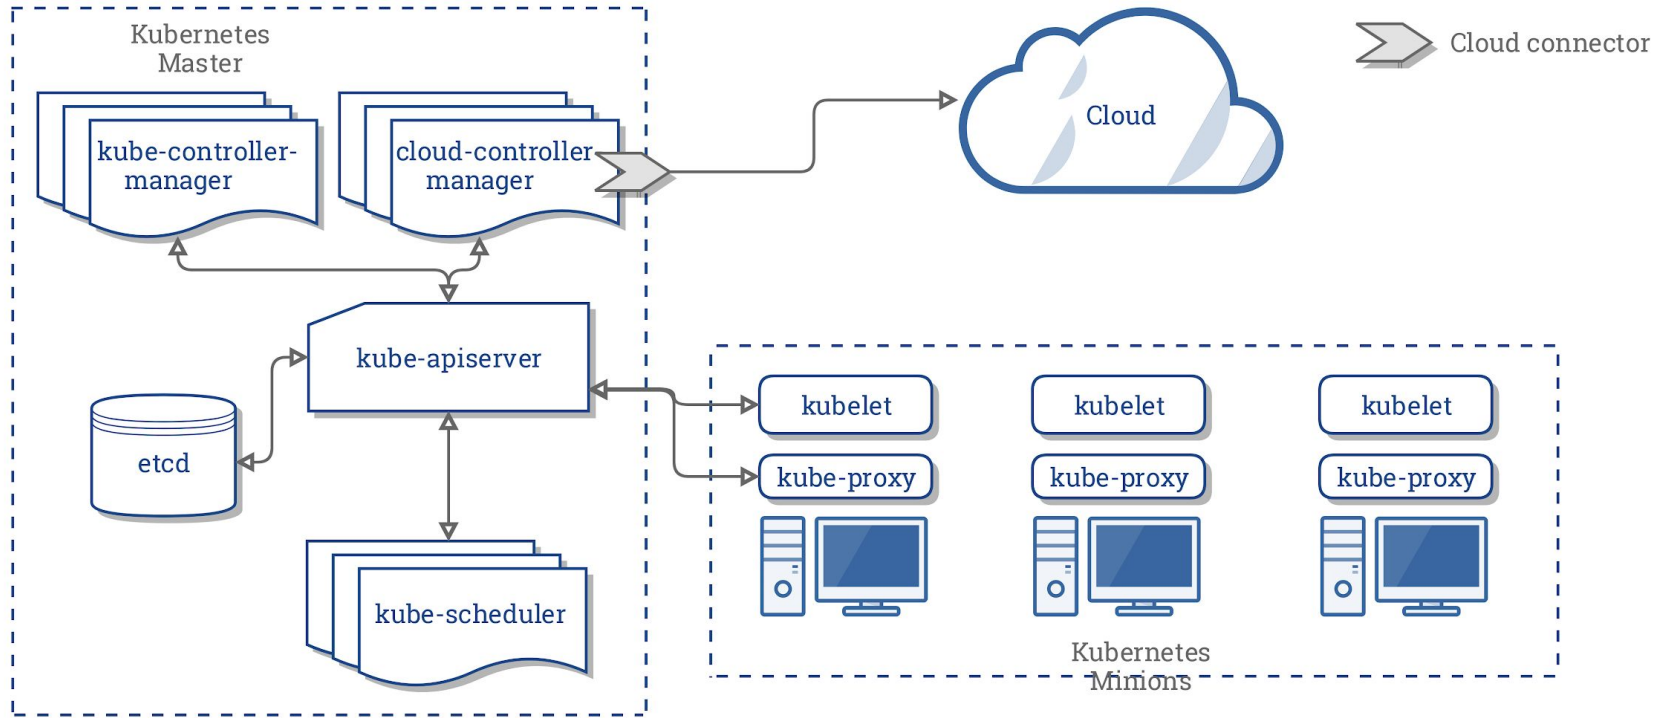 Kubernetes
Master
kube-controller-
manager
cloud-controller
manager
Cloud
Cloud connector
kube-apiserver
etcd
kube-scheduler
kubelet
kubelet
kubelet
kube-proxy
kube-proxy
kube-proxy
Kubernetes
Minions